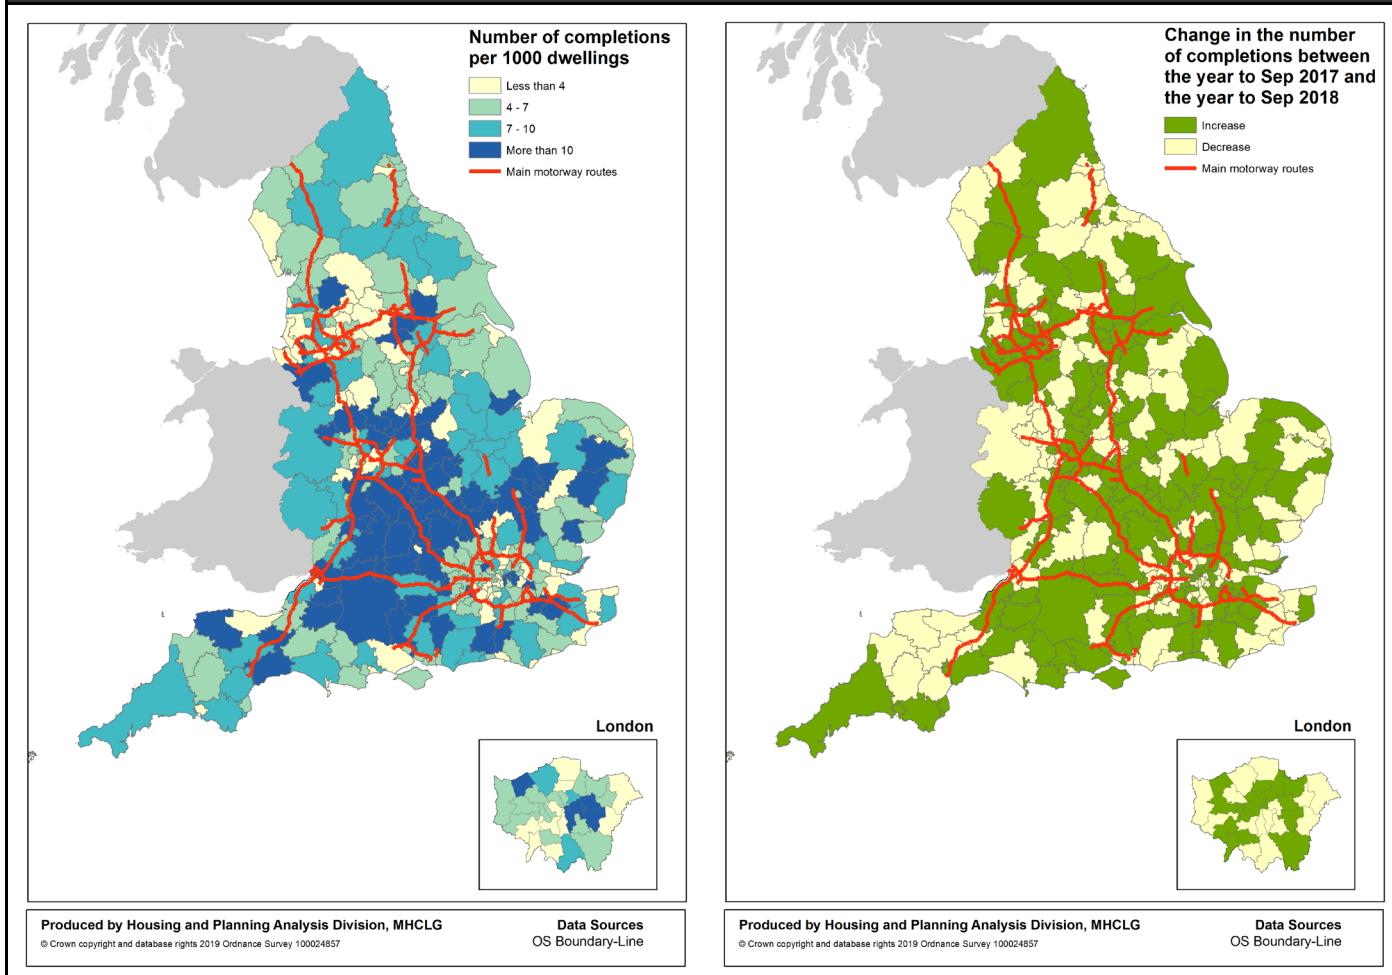 Number of completions
per 1000 dwellings
Less than 4
4 - 7
7 - 10
More than 10
Main motorway routes
London
Produced by Housing and Planning Analysis Division, MHCLG
© Crown copyright and database rights 2019 Ordnance Survey 100024857
Data Sources
OS Boundary-Line
Change in the number
of completions between
the year to Sep 2017 and
the year to Sep 2018
Increase
Decrease
Main motorway routes
London
Produced by Housing and Planning Analysis Division, MHCLG
© Crown copyright and database rights 2019 Ordnance Survey 100024857
Data Sources
OS Boundary-Line